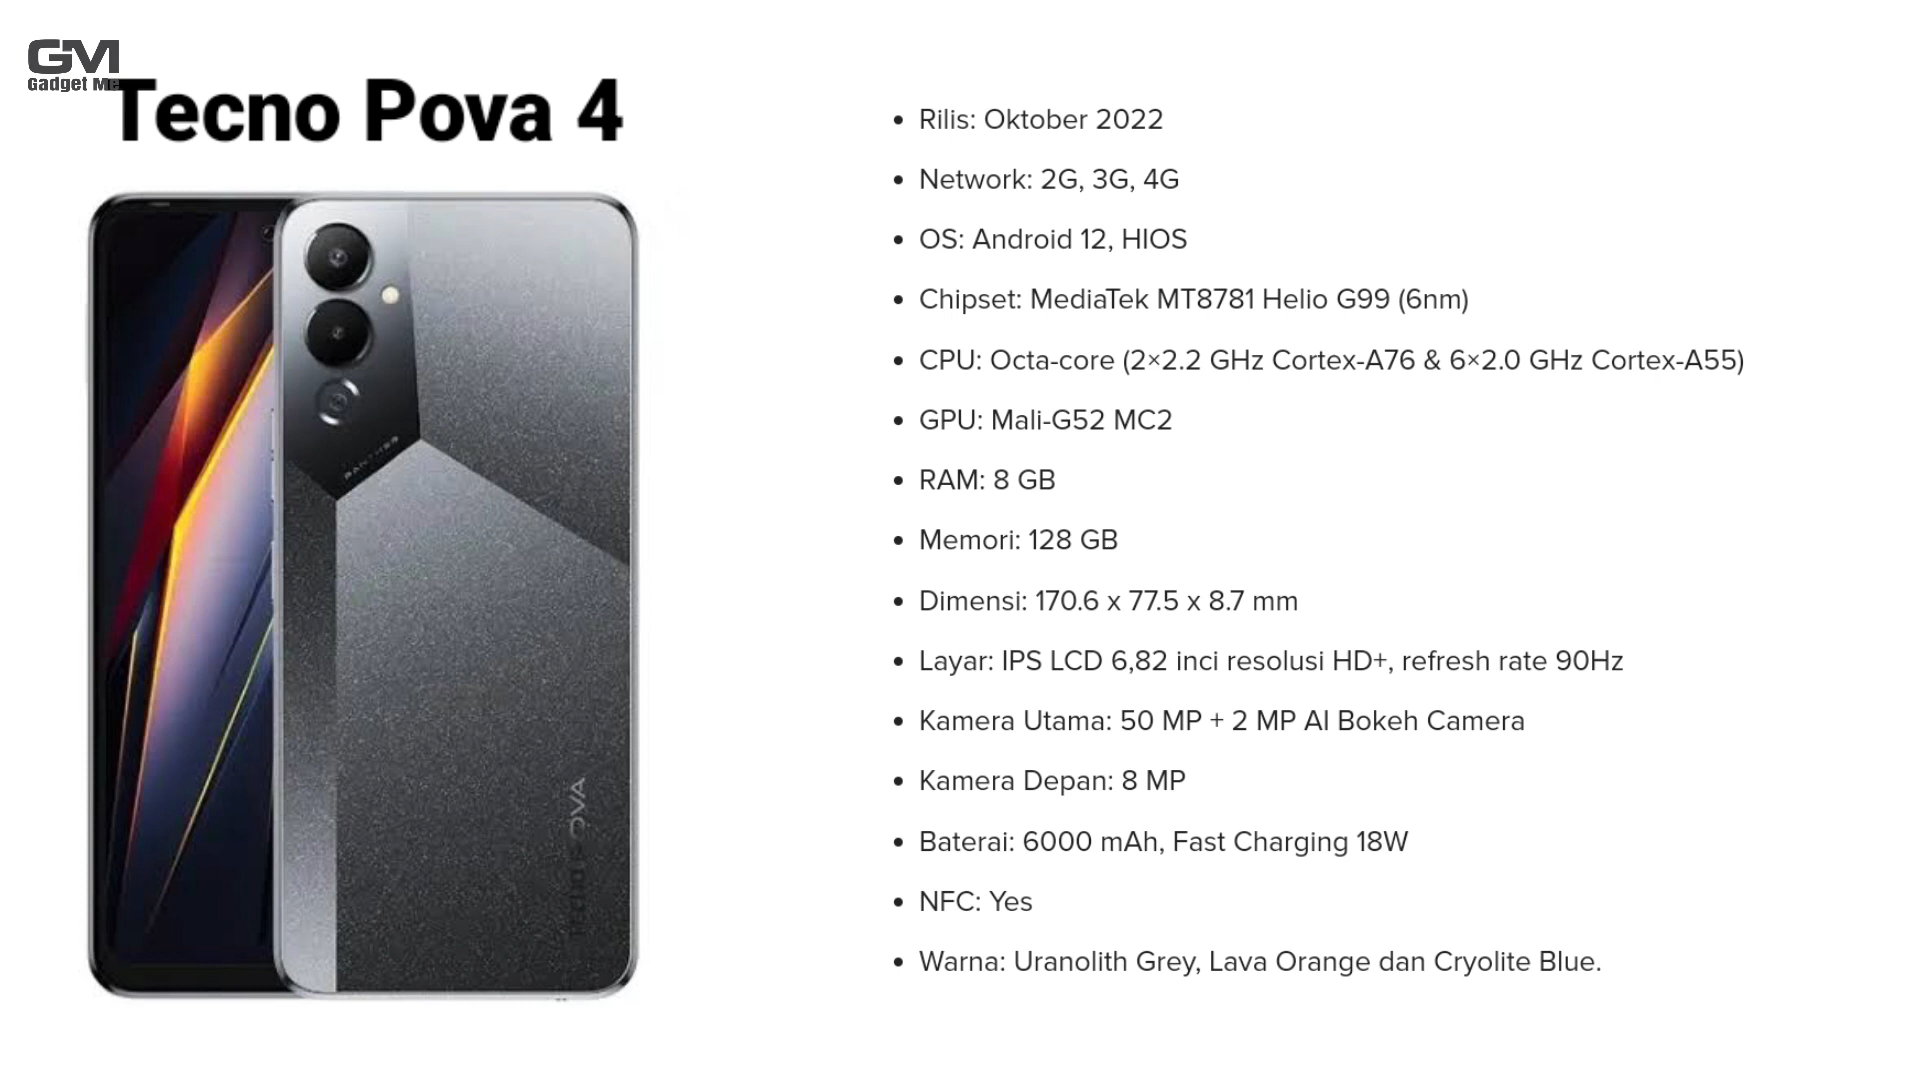 GM
Gadget Me
Tecno Pova 4
PANTHER
TECNO POVA
• Rilis: Oktober 2022
• Network: 2G, 3G, 4G
• OS: Android 12, HIOS
• Chipset: MediaTek MT8781 Helio G99 (6nm)
• CPU: Octa-core (2×2.2 GHz Cortex-A76 & 6×2.0 GHz Cortex-A55)
• GPU: Mali-G52 MC2
• RAM: 8 GB
• Memori: 128 GB
• Dimensi: 170.6 x 77.5 x 8.7 mm
• Layar: IPS LCD 6,82 inci resolusi HD+, refresh rate 90Hz
• Kamera Utama: 50 MP + 2 MP AI Bokeh Camera
• Kamera Depan: 8 MP
• Baterai: 6000 mAh, Fast Charging 18W
• NFC: Yes
• Warna: Uranolith Grey, Lava Orange dan Cryolite Blue.